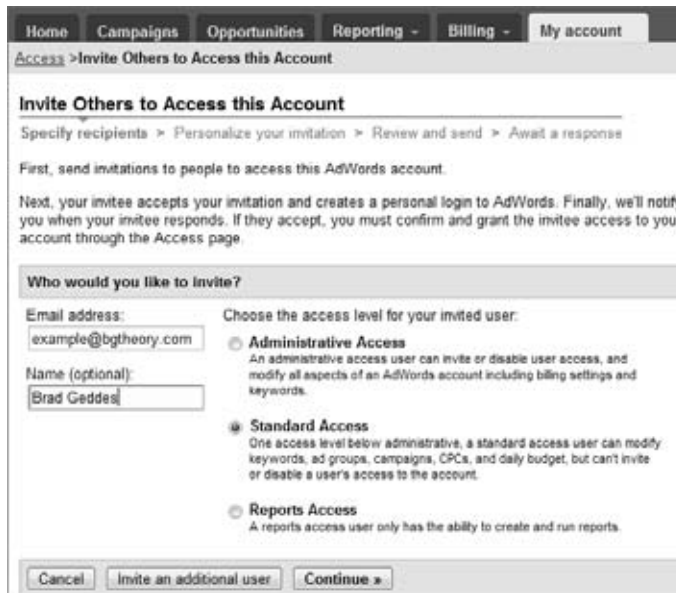 Home Campaigns Opportunities Reporting Billing My account
Access >Invite Others to Access this Account
Invite Others to Access this Account
Specify recipients > Personalize your invitation > Review and send > Await a response
First, send invitations to people to access this AdWords account.
Next, your invitee accepts your invitation and creates a personal login to AdWords. Finally, we'll notify
you when your invitee responds. If they accept, you must confirm and grant the invitee access to you
account through the Access page.
Who would you like to invite?
Email address:
example@bgtheory.com
Name (optional):
Brad Geddes
Choose the access level for your invited user:
Administrative Access
An administrative access user can invite or disable user access, and
modify all aspects of an AdWords account including billing settings and
keywords.
Standard Access
One access level below administrative, a standard access user can modify
keywords, ad groups, campaigns, CPCs, and daily budget, but can't invite
or disable a user's access to the account.
Reports Access
A reports access user only has the ability to create and run reports.
Cancel Invite an additional user Continue »